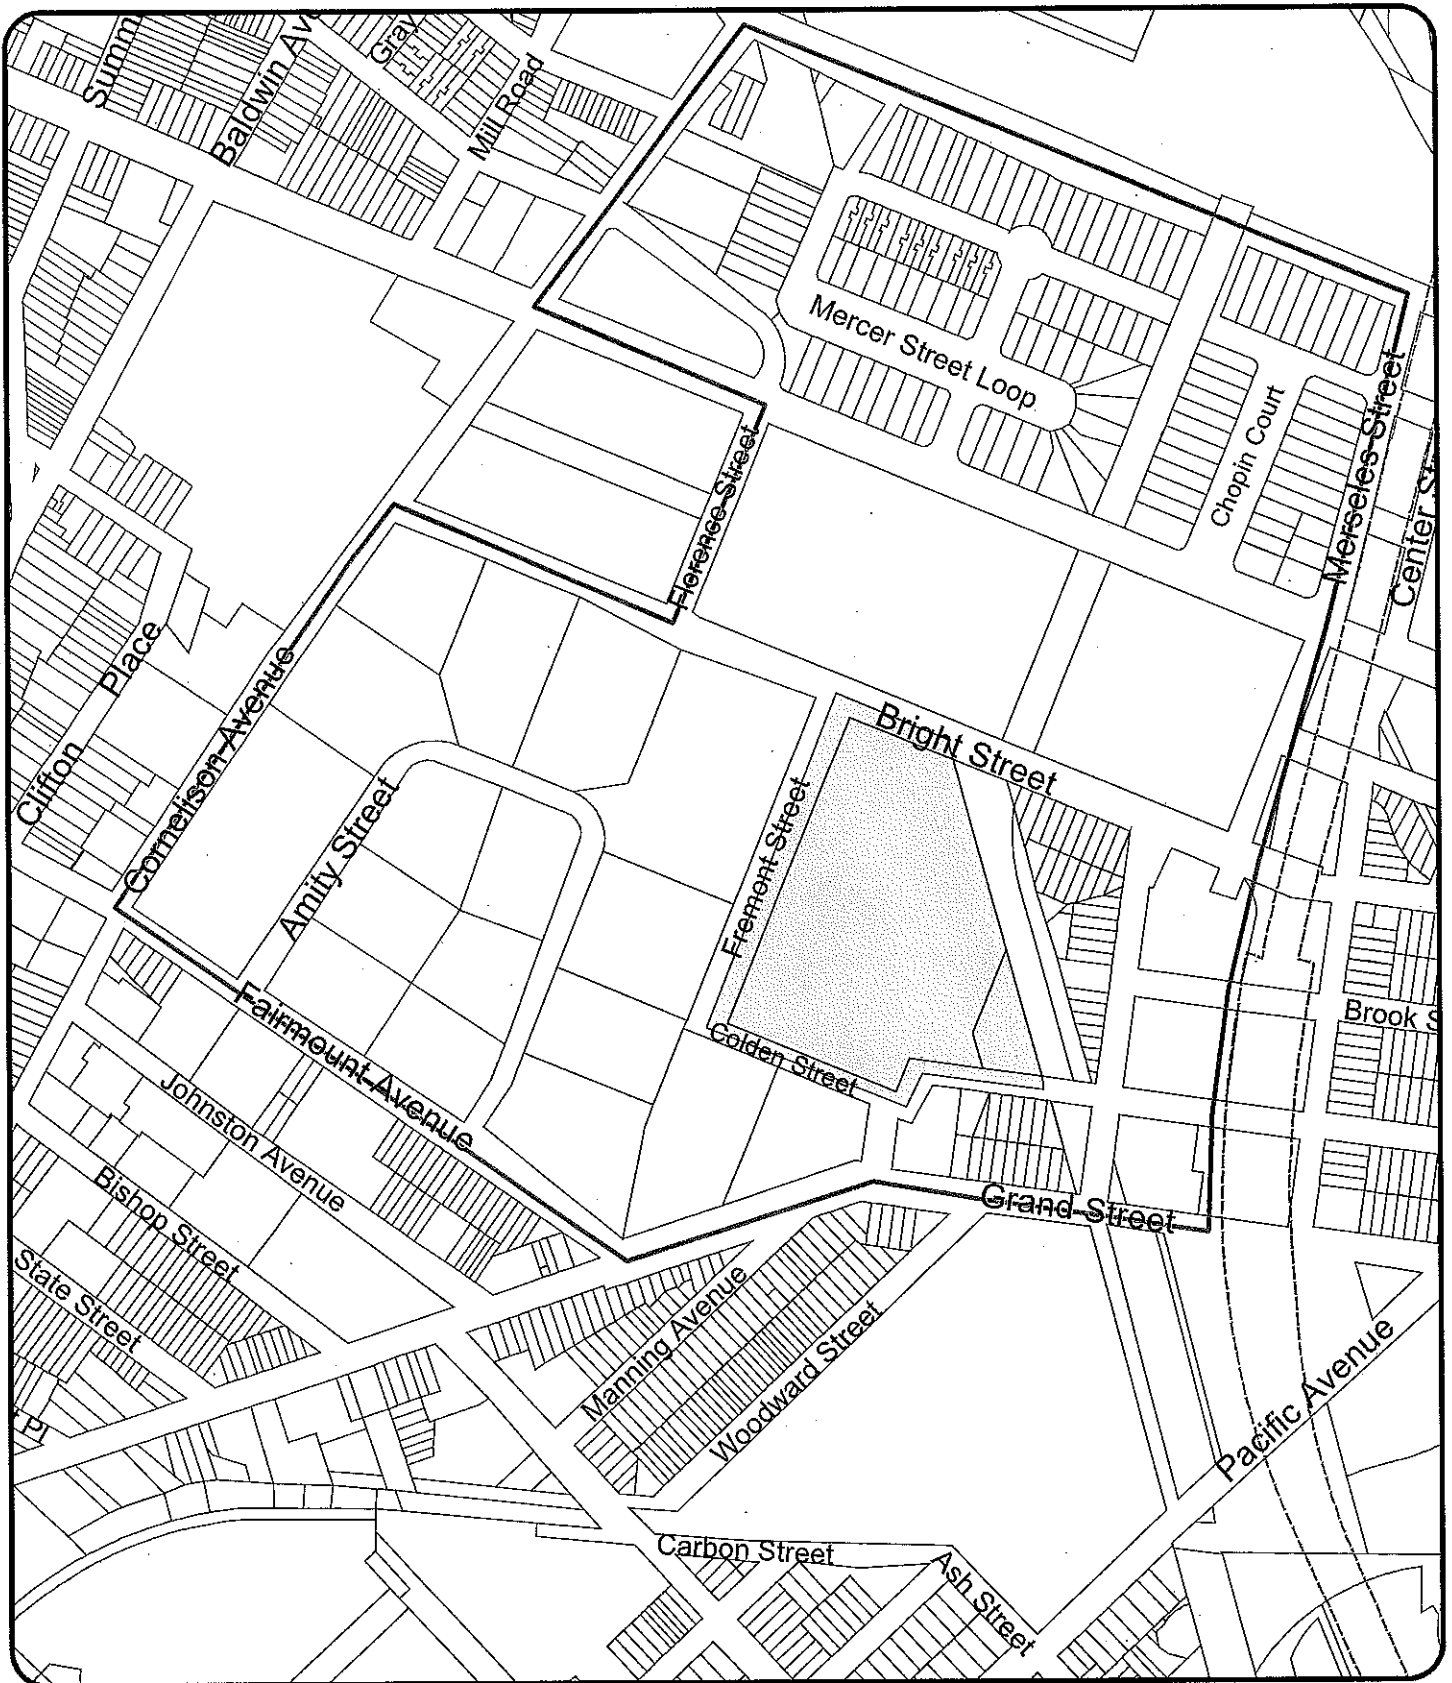 Summ
Baldwin Av
Gray
Mill Road
Mercer Street Loop
Chopin Court
Merseles Street
Center St
Florence Street
Clifton Place
Cornelison Avenue
Bright Street
Fremont Street
Amity Street
Colden Street
Brook S
Fairmount Avenue
Johnston Avenue
Bishop Street
State Street
Grand Street
Manning Avenue
Woodward Street
Pacific Avenue
t Pl
Carbon Street
Ash Street